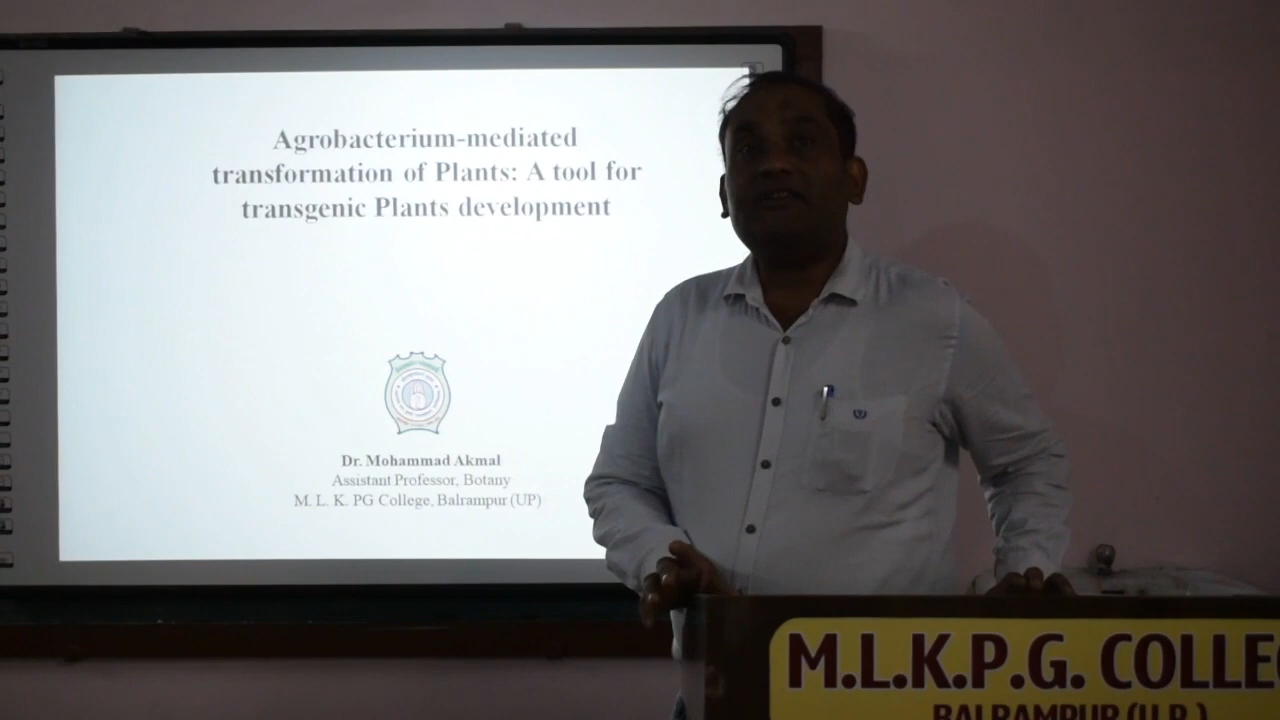 Agrobacterium-mediated
transformation of Plants: A tool for
transgenic Plants development
Dr. Mohammad Akmal
Assistant Professor, Botany
M. L. K. PG College, Balrampur (UP)
M.L.K.P.G. COLLEG
BALRAMPUR (U.P.)